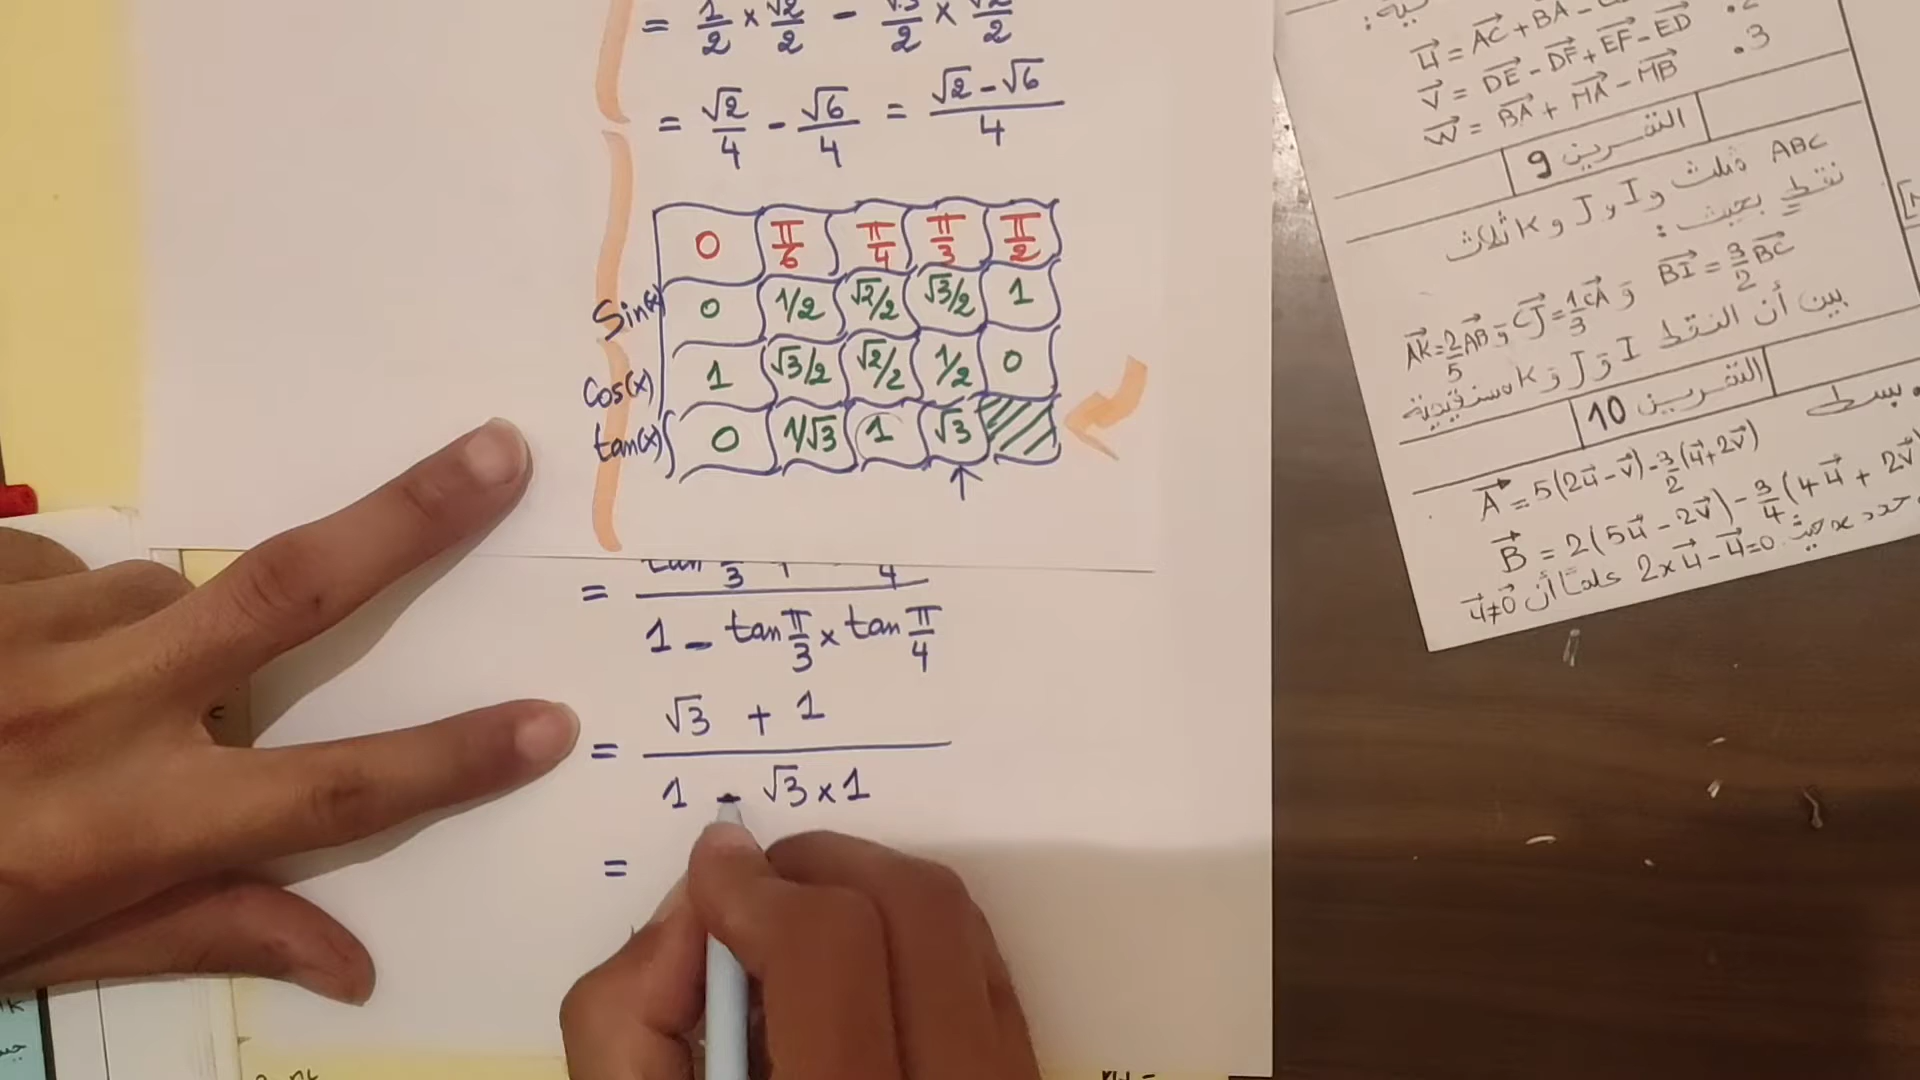 = 1/2 × √2/2 - √3/2 × √2/2
= √2/4 - √6/4 = (√2 - √6)/4
0 π/6 π/4 π/3 π/2
Sin(x) 0 1/2 √2/2 √3/2 1
Cos(x) 1 √3/2 √2/2 1/2 0
tan(x) 0 1/√3 1 √3
↑
=
1 - tan π/3 × tan π/4
= (√3 + 1)/(1 - √3 × 1)
=
.3
V⃗ = DE⃗ - DF⃗ + EF⃗ - ED⃗
W⃗ = BA⃗ + MA⃗ - MB⃗
التمرين 9
ABC مثلث و I و J و K ثلاث
نقط بحيث :
BI⃗ = 3/2 BC⃗ و CJ⃗ = 1/3 CA⃗ و AK⃗ = 2/5 AB⃗
بين أن النقط I و J و K مستقيمية
التمرين 10
بسط
A⃗ = 5(2u⃗ - v⃗) - 3/2(u⃗ + 2v⃗)
B⃗ = 2(5u⃗ - 2v⃗) - 3/4(4u⃗ + 2v⃗)
حدد x حيث 2xu⃗ - u⃗ = 0 علما أن u⃗ ≠ 0⃗